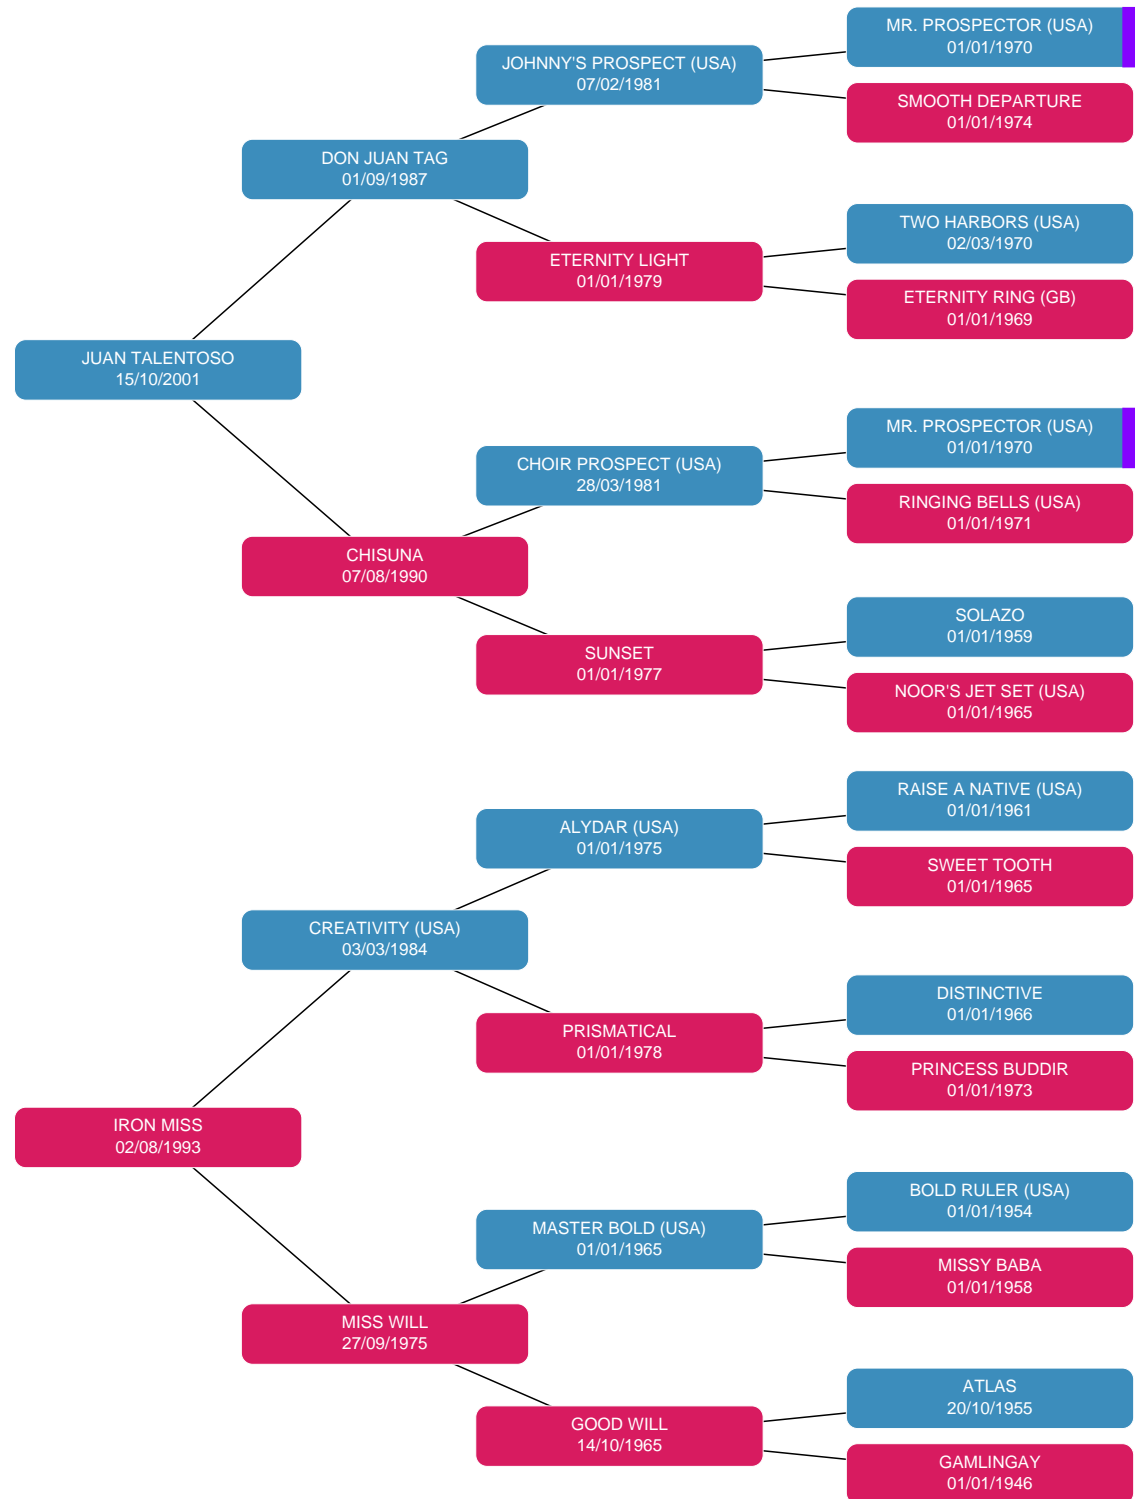 MR. PROSPECTOR (USA)
01/01/1970
JOHNNY'S PROSPECT (USA)
07/02/1981
SMOOTH DEPARTURE
01/01/1974
DON JUAN TAG
01/09/1987
TWO HARBORS (USA)
02/03/1970
ETERNITY LIGHT
01/01/1979
ETERNITY RING (GB)
01/01/1969
JUAN TALENTOSO
15/10/2001
MR. PROSPECTOR (USA)
01/01/1970
CHOIR PROSPECT (USA)
28/03/1981
RINGING BELLS (USA)
01/01/1971
CHISUNA
07/08/1990
SOLAZO
01/01/1959
SUNSET
01/01/1977
NOOR'S JET SET (USA)
01/01/1965
RAISE A NATIVE (USA)
01/01/1961
ALYDAR (USA)
01/01/1975
SWEET TOOTH
01/01/1965
CREATIVITY (USA)
03/03/1984
DISTINCTIVE
01/01/1966
PRISMATICAL
01/01/1978
PRINCESS BUDDIR
01/01/1973
IRON MISS
02/08/1993
BOLD RULER (USA)
01/01/1954
MASTER BOLD (USA)
01/01/1965
MISSY BABA
01/01/1958
MISS WILL
27/09/1975
ATLAS
20/10/1955
GOOD WILL
14/10/1965
GAMLINGAY
01/01/1946